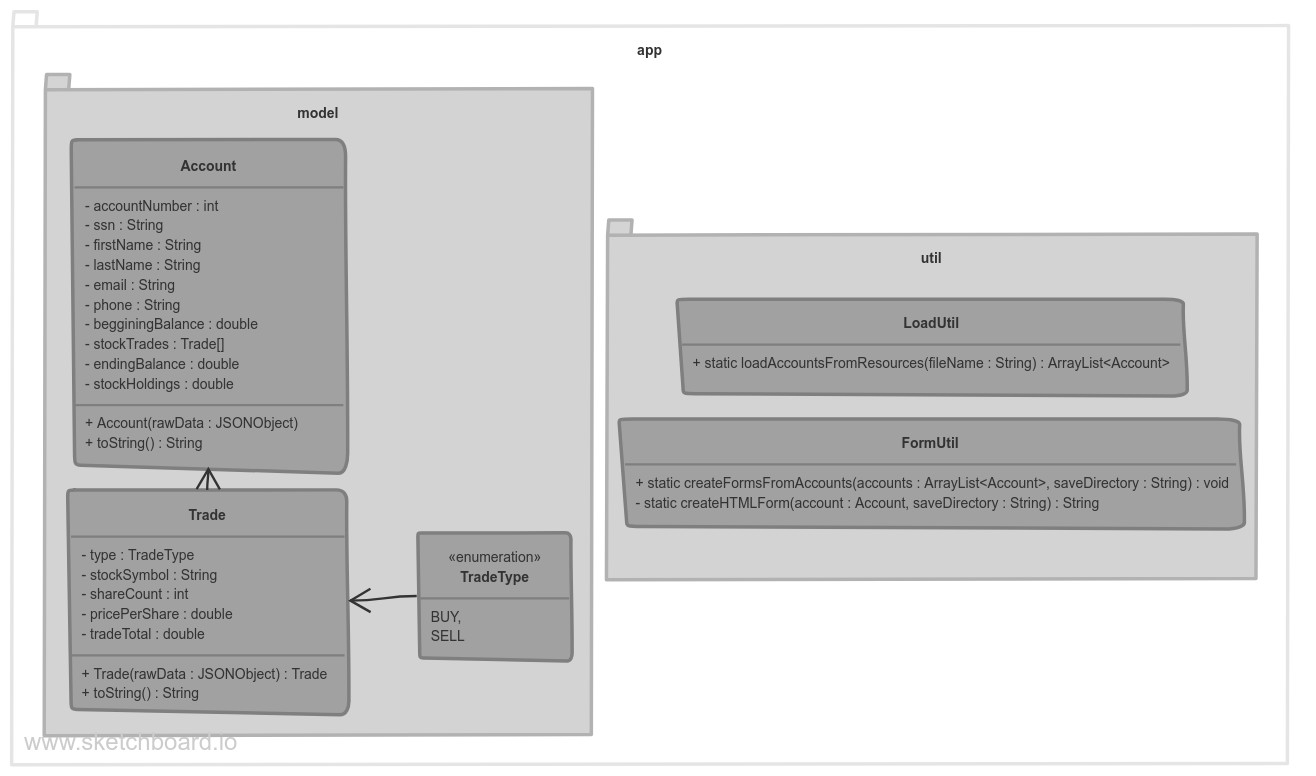 app
model
Account
- accountNumber : int
- ssn : String
- firstName : String
- lastName : String
- email : String
- phone : String
- begginingBalance : double
- stockTrades : Trade[]
- endingBalance : double
- stockHoldings : double
+ Account(rawData : JSONObject)
+ toString() : String
Trade
- type : TradeType
- stockSymbol : String
- shareCount : int
- pricePerShare : double
- tradeTotal : double
+ Trade(rawData : JSONObject) : Trade
+ toString() : String
«enumeration»
TradeType
BUY,
SELL
util
LoadUtil
+ static loadAccountsFromResources(fileName : String) : ArrayList<Account>
FormUtil
+ static createFormsFromAccounts(accounts : ArrayList<Account>, saveDirectory : String) : void
- static createHTMLForm(account : Account, saveDirectory : String) : String
www.sketchboard.io